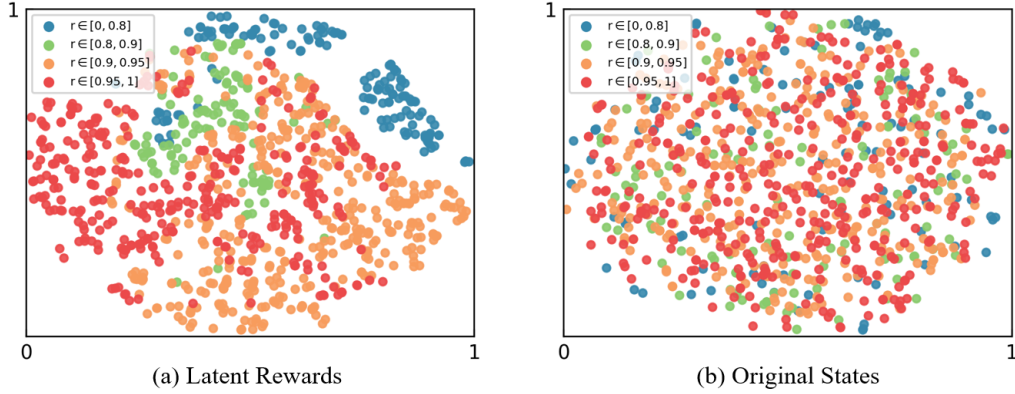 1
r∈[0, 0.8]
r∈[0.8, 0.9]
r∈[0.9, 0.95]
r∈[0.95, 1]
0
1
(a) Latent Rewards
1
r∈[0, 0.8]
r∈[0.8, 0.9]
r∈[0.9, 0.95]
r∈[0.95, 1]
0
1
(b) Original States